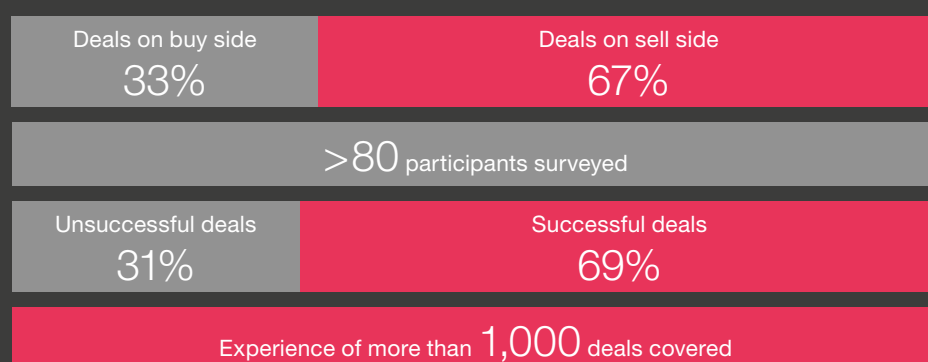 Deals on buy side Deals on sell side
33% 67%
>80 participants surveyed
Unsuccessful deals Successful deals
31% 69%
Experience of more than 1,000 deals covered